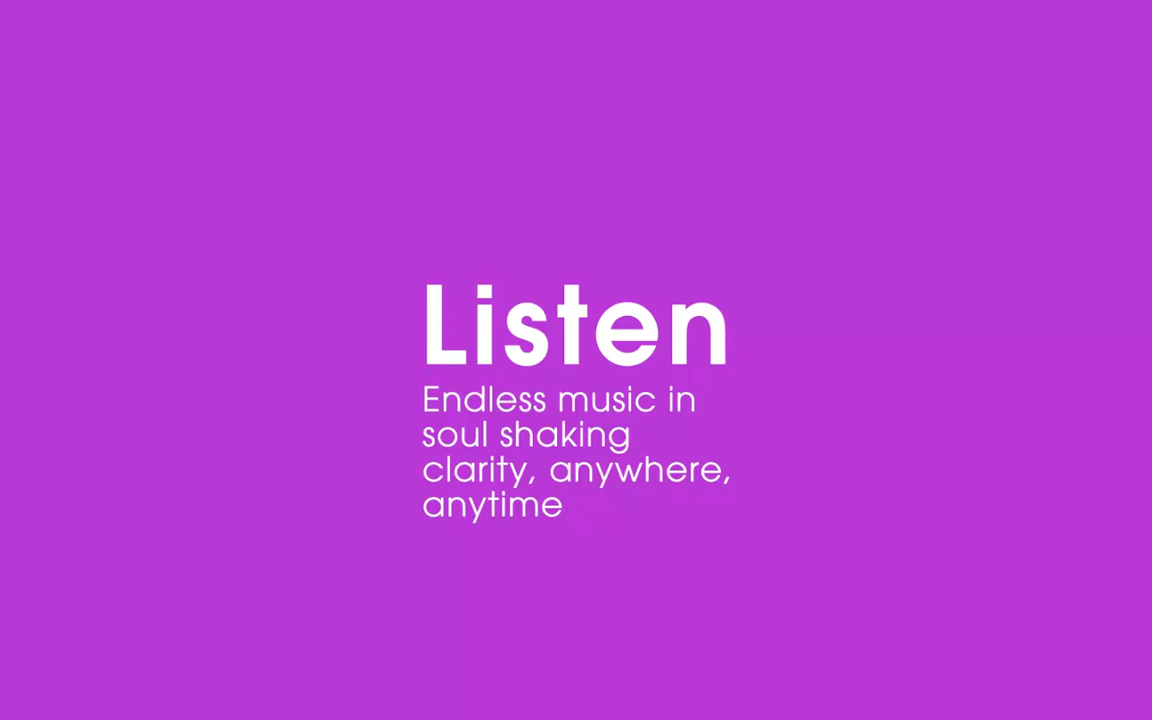 Listen
Endless music in
soul shaking
clarity, anywhere,
anytime